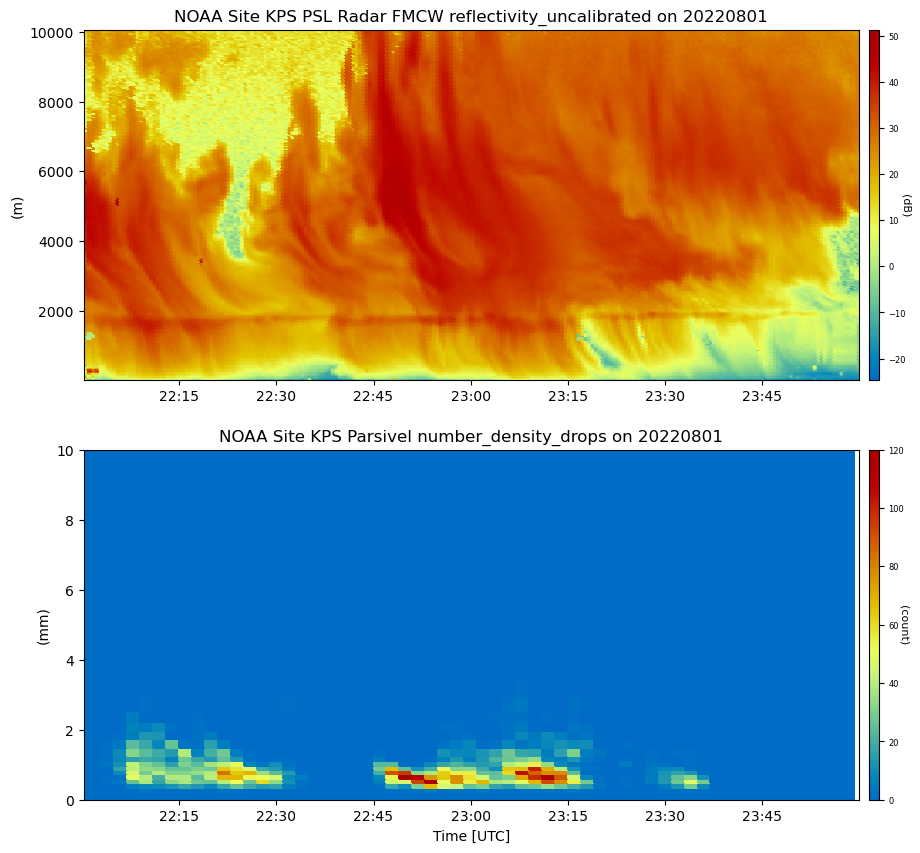 NOAA Site KPS PSL Radar FMCW reflectivity_uncalibrated on 20220801
10000
8000
6000
4000
2000
(m)
22:15 22:30 22:45 23:00 23:15 23:30 23:45
50
40
30
20
10
0
−10
−20
(dB)
NOAA Site KPS Parsivel number_density_drops on 20220801
10
8
6
4
2
0
(mm)
22:15 22:30 22:45 23:00 23:15 23:30 23:45
Time [UTC]
120
100
80
60
40
20
0
(count)